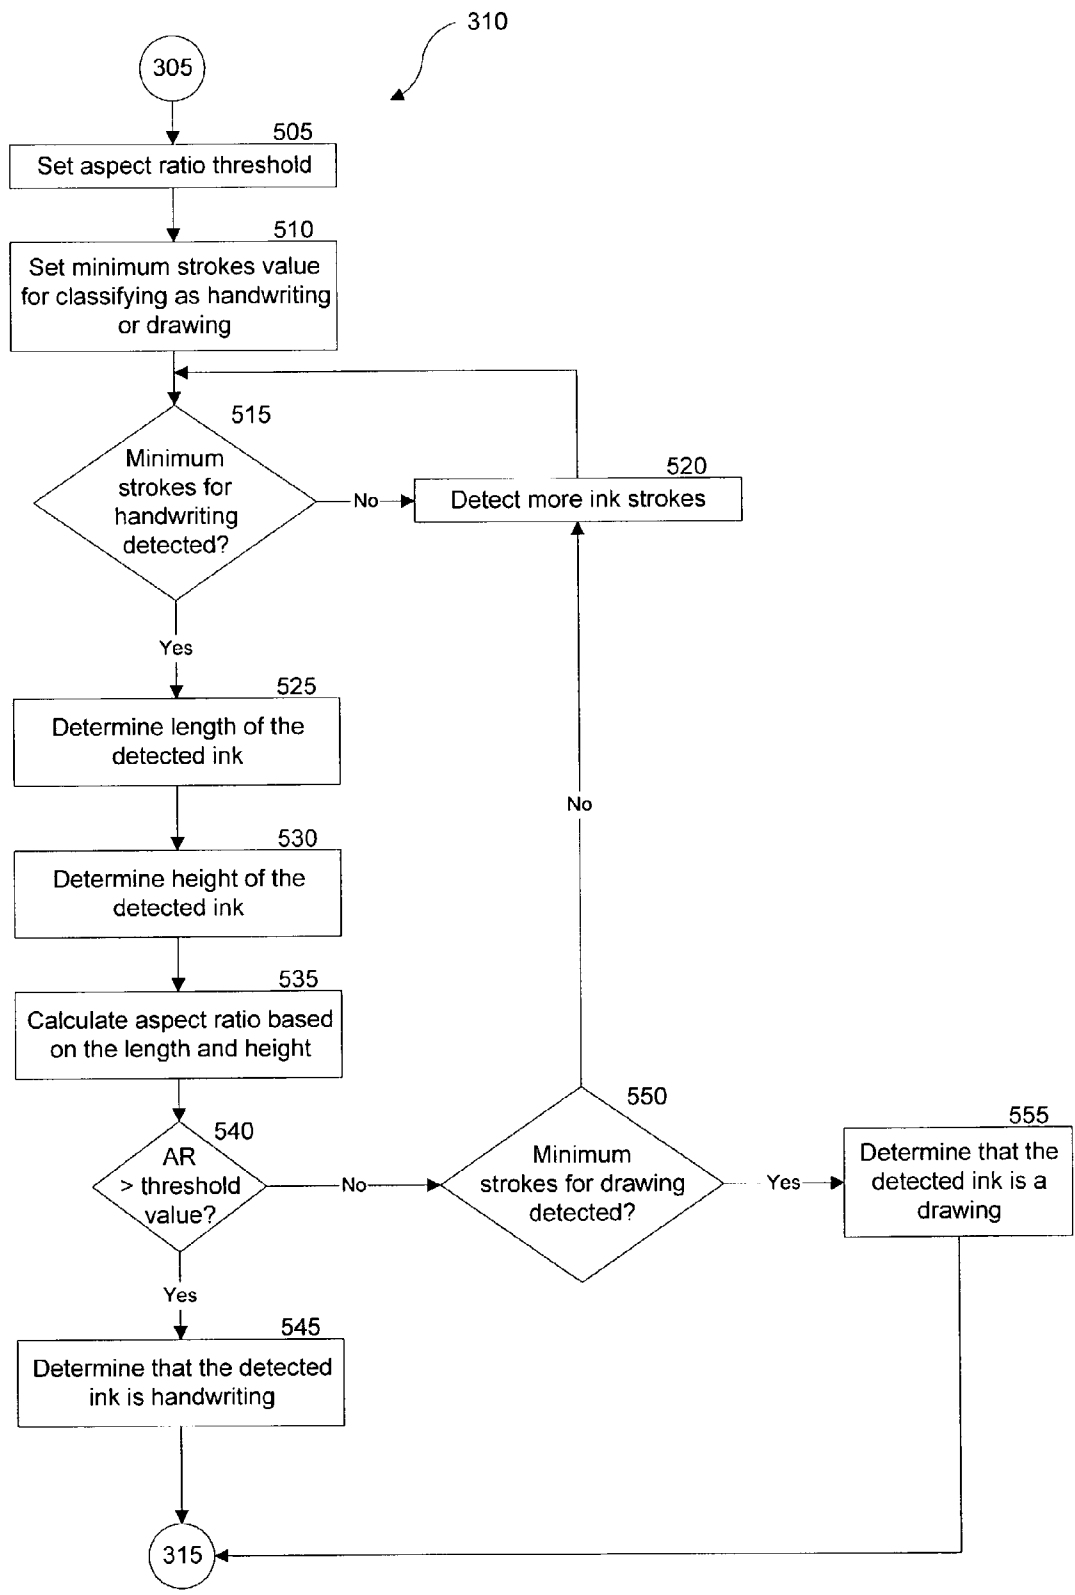 310
305
505
Set aspect ratio threshold
510
Set minimum strokes value
for classifying as handwriting
or drawing
515
Minimum
strokes for
handwriting
detected?
No
520
Detect more ink strokes
Yes
525
Determine length of the
detected ink
No
530
Determine height of the
detected ink
535
Calculate aspect ratio based
on the length and height
540
AR
> threshold
value?
No
550
Minimum
strokes for drawing
detected?
Yes
555
Determine that the
detected ink is a
drawing
Yes
545
Determine that the detected
ink is handwriting
315